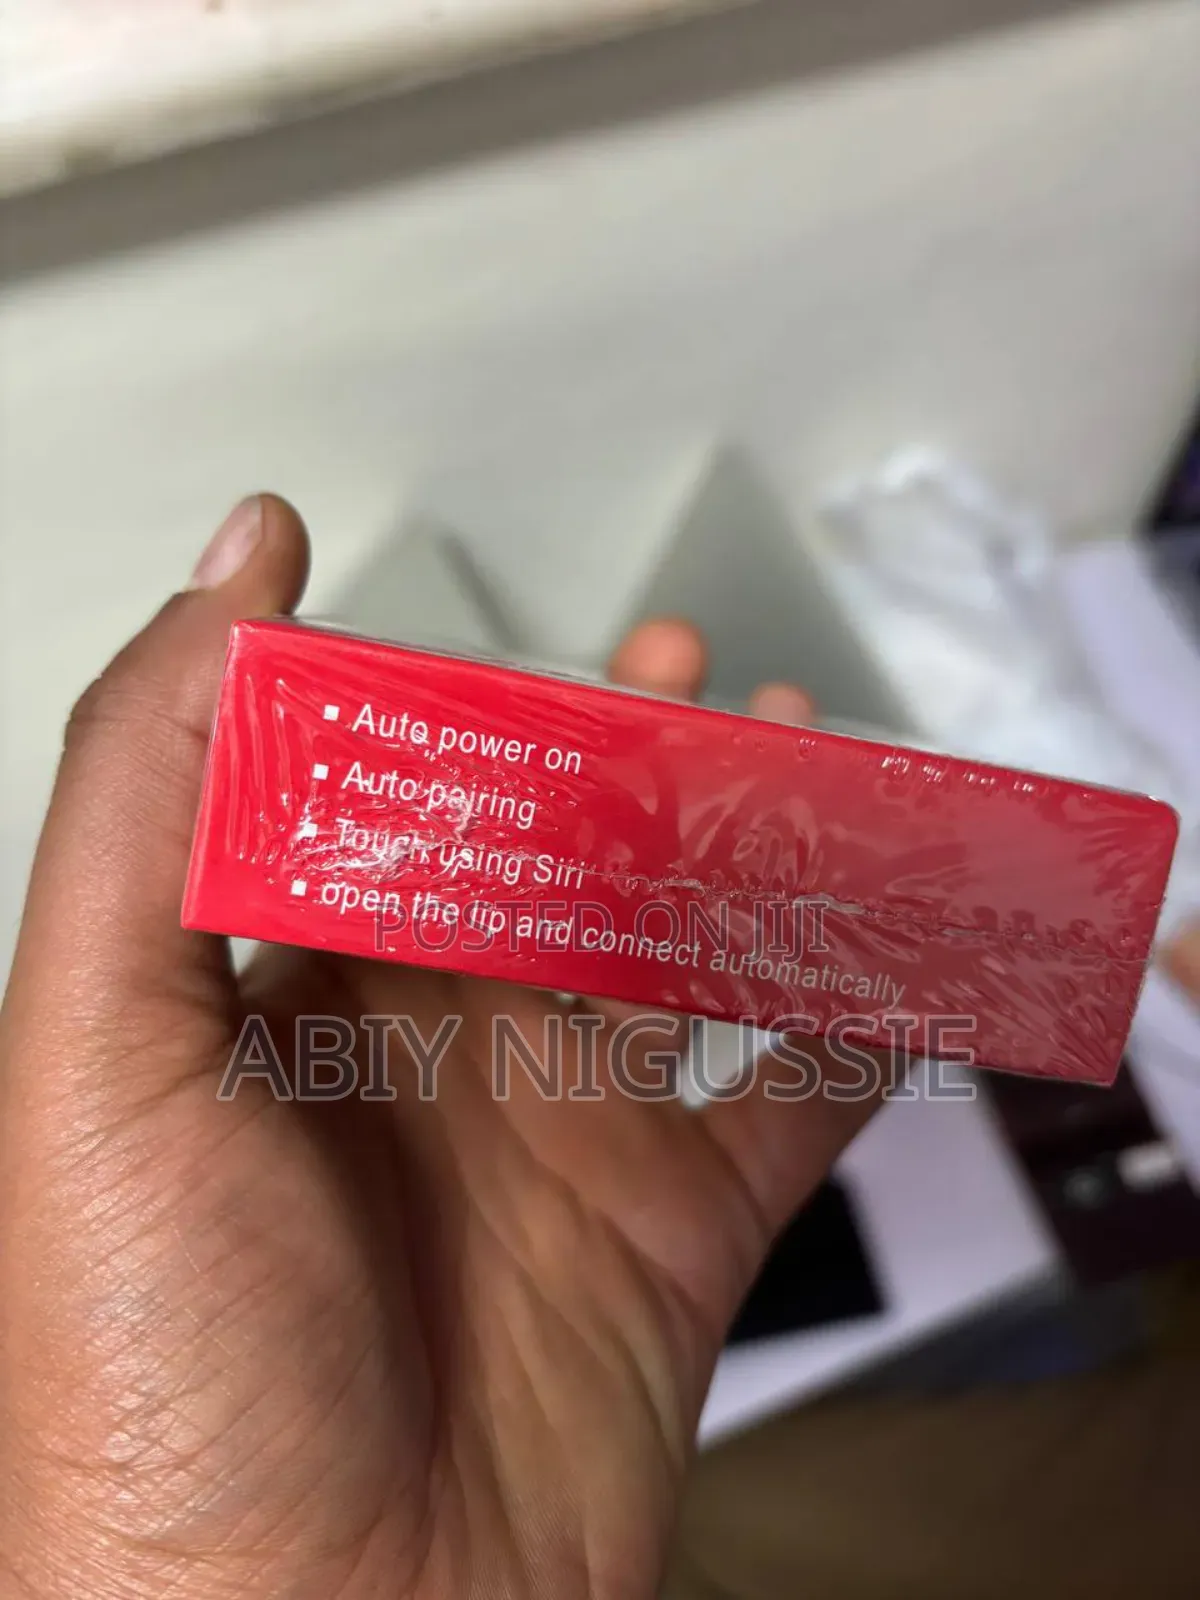 ▪ Auto power on
▪ Auto pairing
▪ Touch using Siri
▪ open the lip and connect automatically
POSTED ON JIJI
ABIY NIGUSSIE